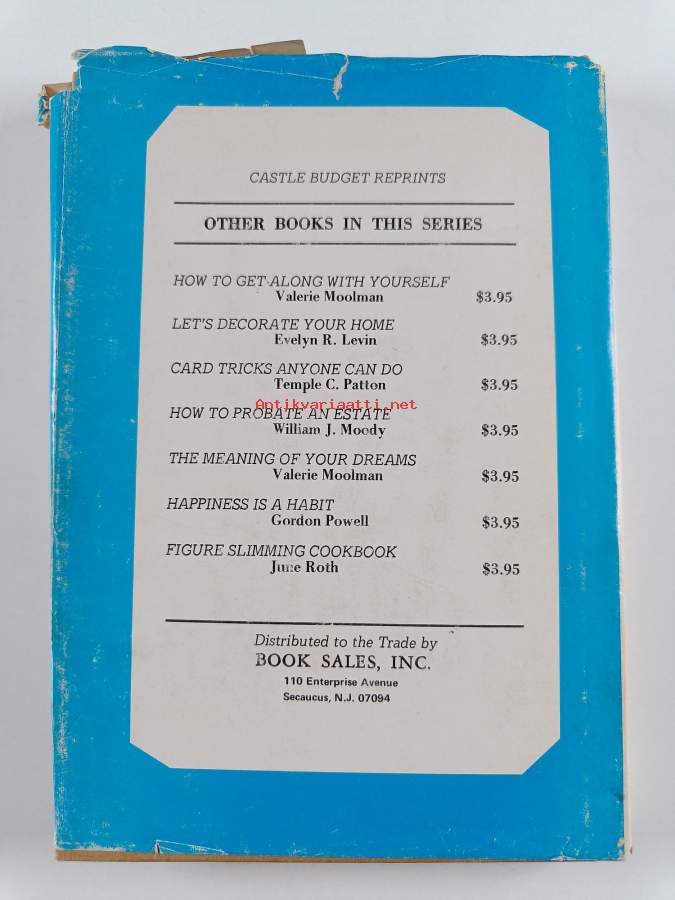 CASTLE BUDGET REPRINTS
OTHER BOOKS IN THIS SERIES
HOW TO GET ALONG WITH YOURSELF
Valerie Moolman $3.95
LET'S DECORATE YOUR HOME
Evelyn R. Levin $3.95
CARD TRICKS ANYONE CAN DO
Temple C. Patton $3.95
Antikvariaatti.net
HOW TO PROBATE AN ESTATE
William J. Moody $3.95
THE MEANING OF YOUR DREAMS
Valerie Moolman $3.95
HAPPINESS IS A HABIT
Gordon Powell $3.95
FIGURE SLIMMING COOKBOOK
June Roth $3.95
Distributed to the Trade by
BOOK SALES, INC.
110 Enterprise Avenue
Secaucus, N.J. 07094